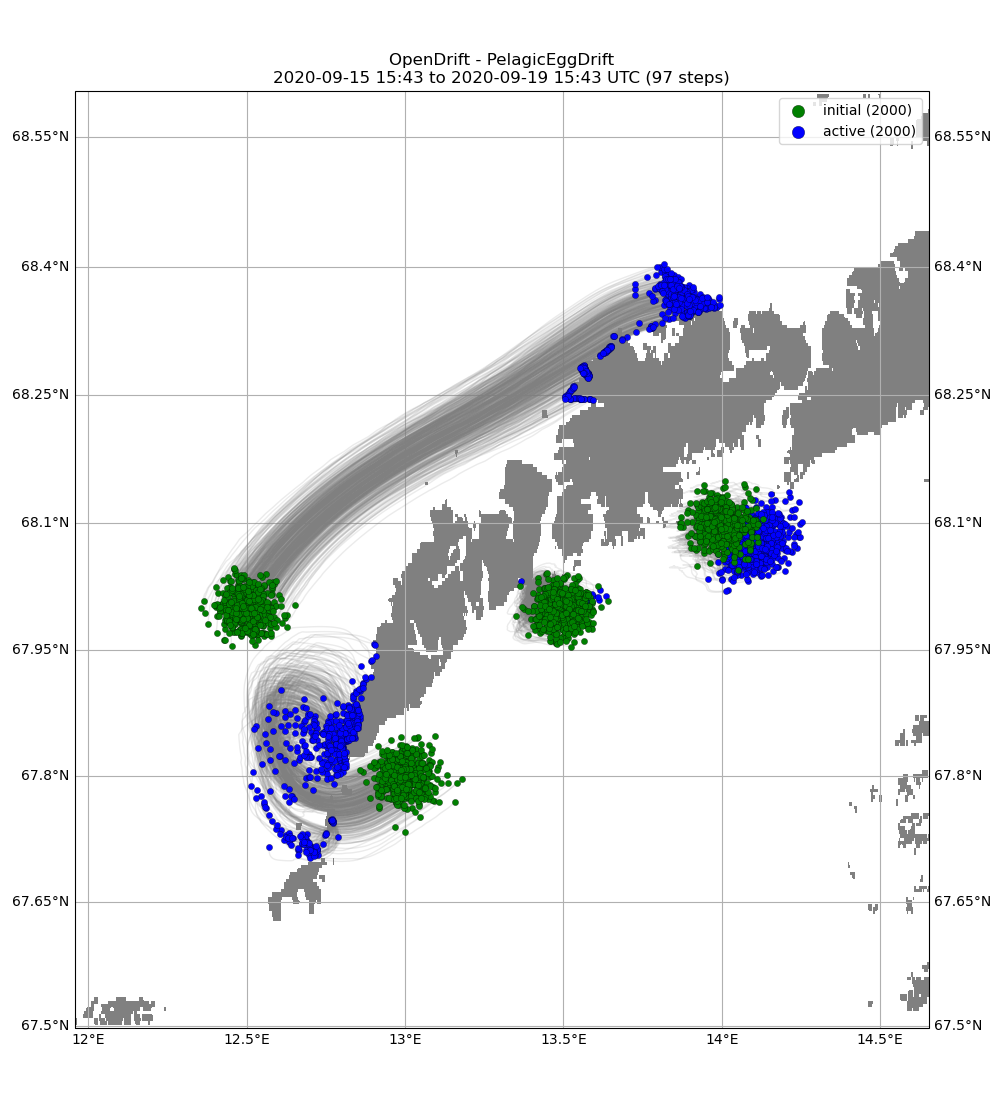 OpenDrift - PelagicEggDrift
2020-09-15 15:43 to 2020-09-19 15:43 UTC (97 steps)
initial (2000)
active (2000)
68.55°N
68.55°N
68.4°N
68.4°N
68.25°N
68.25°N
68.1°N
68.1°N
67.95°N
67.95°N
67.8°N
67.8°N
67.65°N
67.65°N
67.5°N
67.5°N
12°E
12.5°E
13°E
13.5°E
14°E
14.5°E